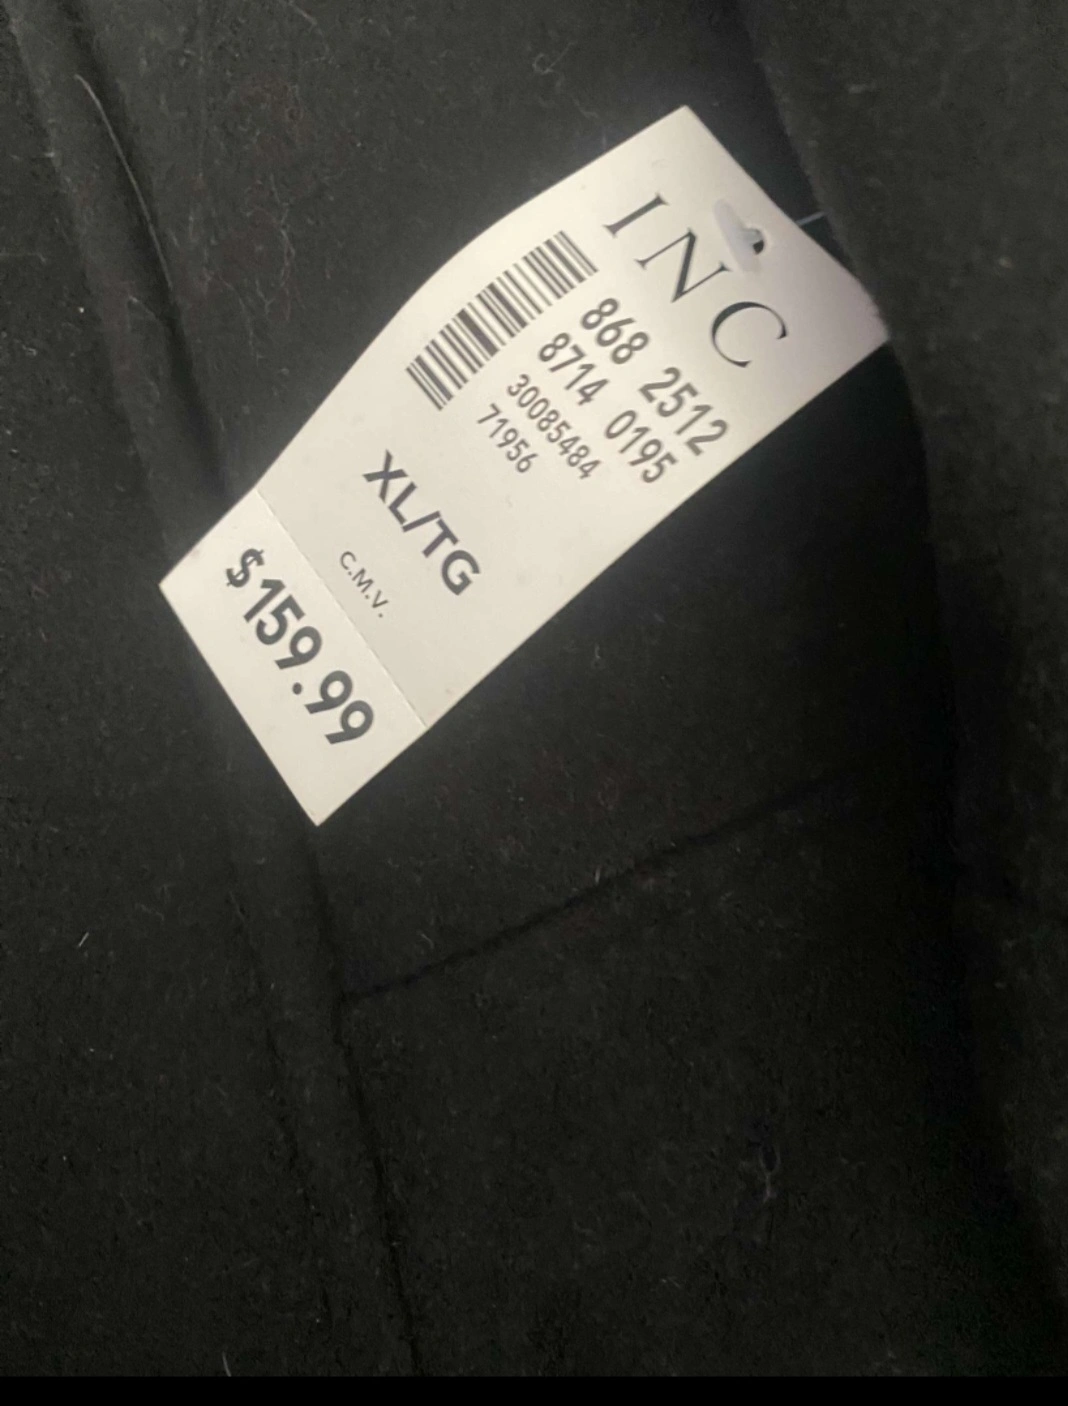 INC
868 2512
8714 0195
30085484
71956
XL/TG
C.M.V.
$159.99